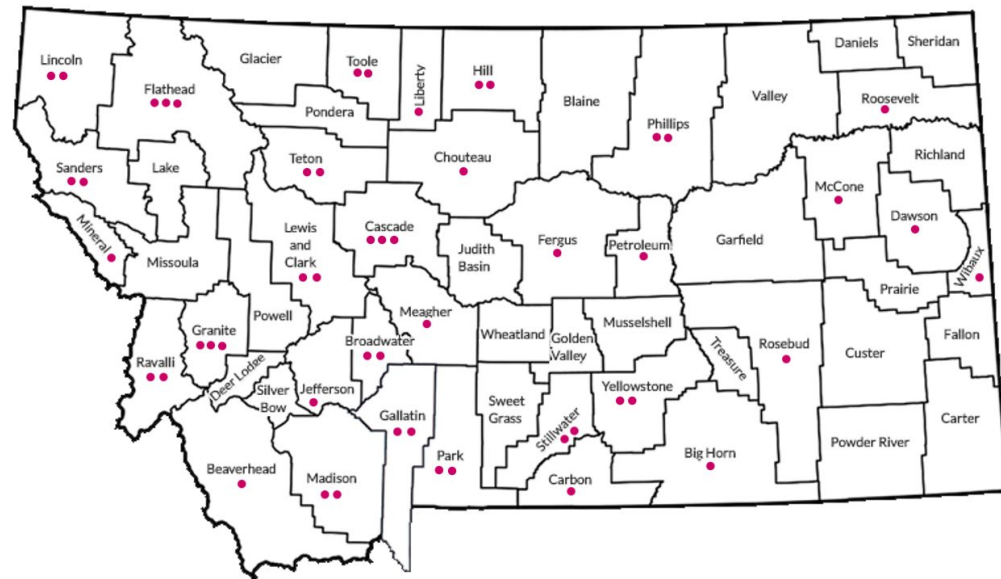 Lincoln
Flathead
Glacier
Toole
Liberty
Hill
Blaine
Phillips
Valley
Daniels
Sheridan
Roosevelt
Pondera
Sanders
Lake
Teton
Chouteau
McCone
Richland
Dawson
Mineral
Missoula
Lewis
and
Clark
Cascade
Judith
Basin
Fergus
Petroleum
Garfield
Wibaux
Prairie
Ravalli
Granite
Powell
Meagher
Broadwater
Wheatland
Golden
Valley
Musselshell
Treasure
Rosebud
Custer
Fallon
Deer Lodge
Silver
Bow
Jefferson
Gallatin
Sweet
Grass
Stillwater
Yellowstone
Carter
Beaverhead
Madison
Park
Carbon
Big Horn
Powder River